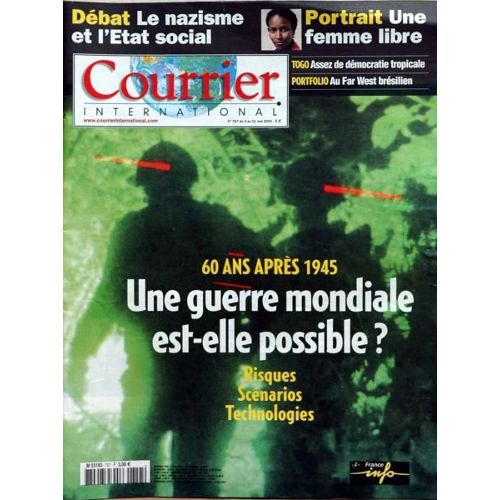 Débat Le nazisme
et l'Etat social
Portrait Une
femme libre
TOGO Assez de démocratie tropicale
PORTFOLIO Au Far West brésilien
Courrier
INTERNATIONAL
www.courrierinternational.com
60 ANS APRÈS 1945
Une guerre mondiale
est-elle possible ?
Risques
Scénarios
Technologies
France
info